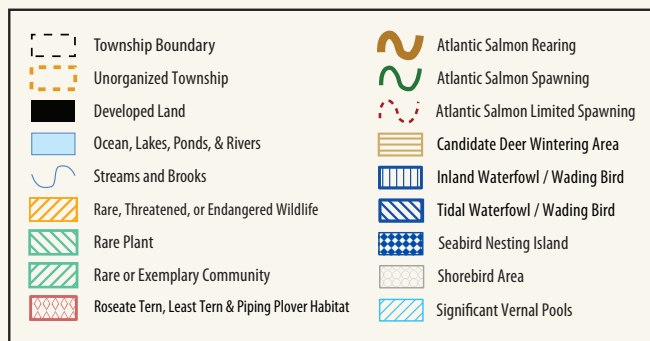 Township Boundary
Unorganized Township
Developed Land
Ocean, Lakes, Ponds, & Rivers
Streams and Brooks
Rare, Threatened, or Endangered Wildlife
Rare Plant
Rare or Exemplary Community
Roseate Tern, Least Tern & Piping Plover Habitat
Atlantic Salmon Rearing
Atlantic Salmon Spawning
Atlantic Salmon Limited Spawning
Candidate Deer Wintering Area
Inland Waterfowl / Wading Bird
Tidal Waterfowl / Wading Bird
Seabird Nesting Island
Shorebird Area
Significant Vernal Pools